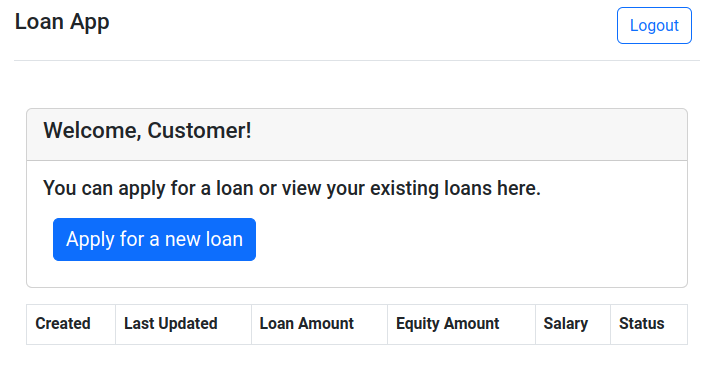 Loan App
Logout
Welcome, Customer!
You can apply for a loan or view your existing loans here.
Apply for a new loan
Created Last Updated Loan Amount Equity Amount Salary Status